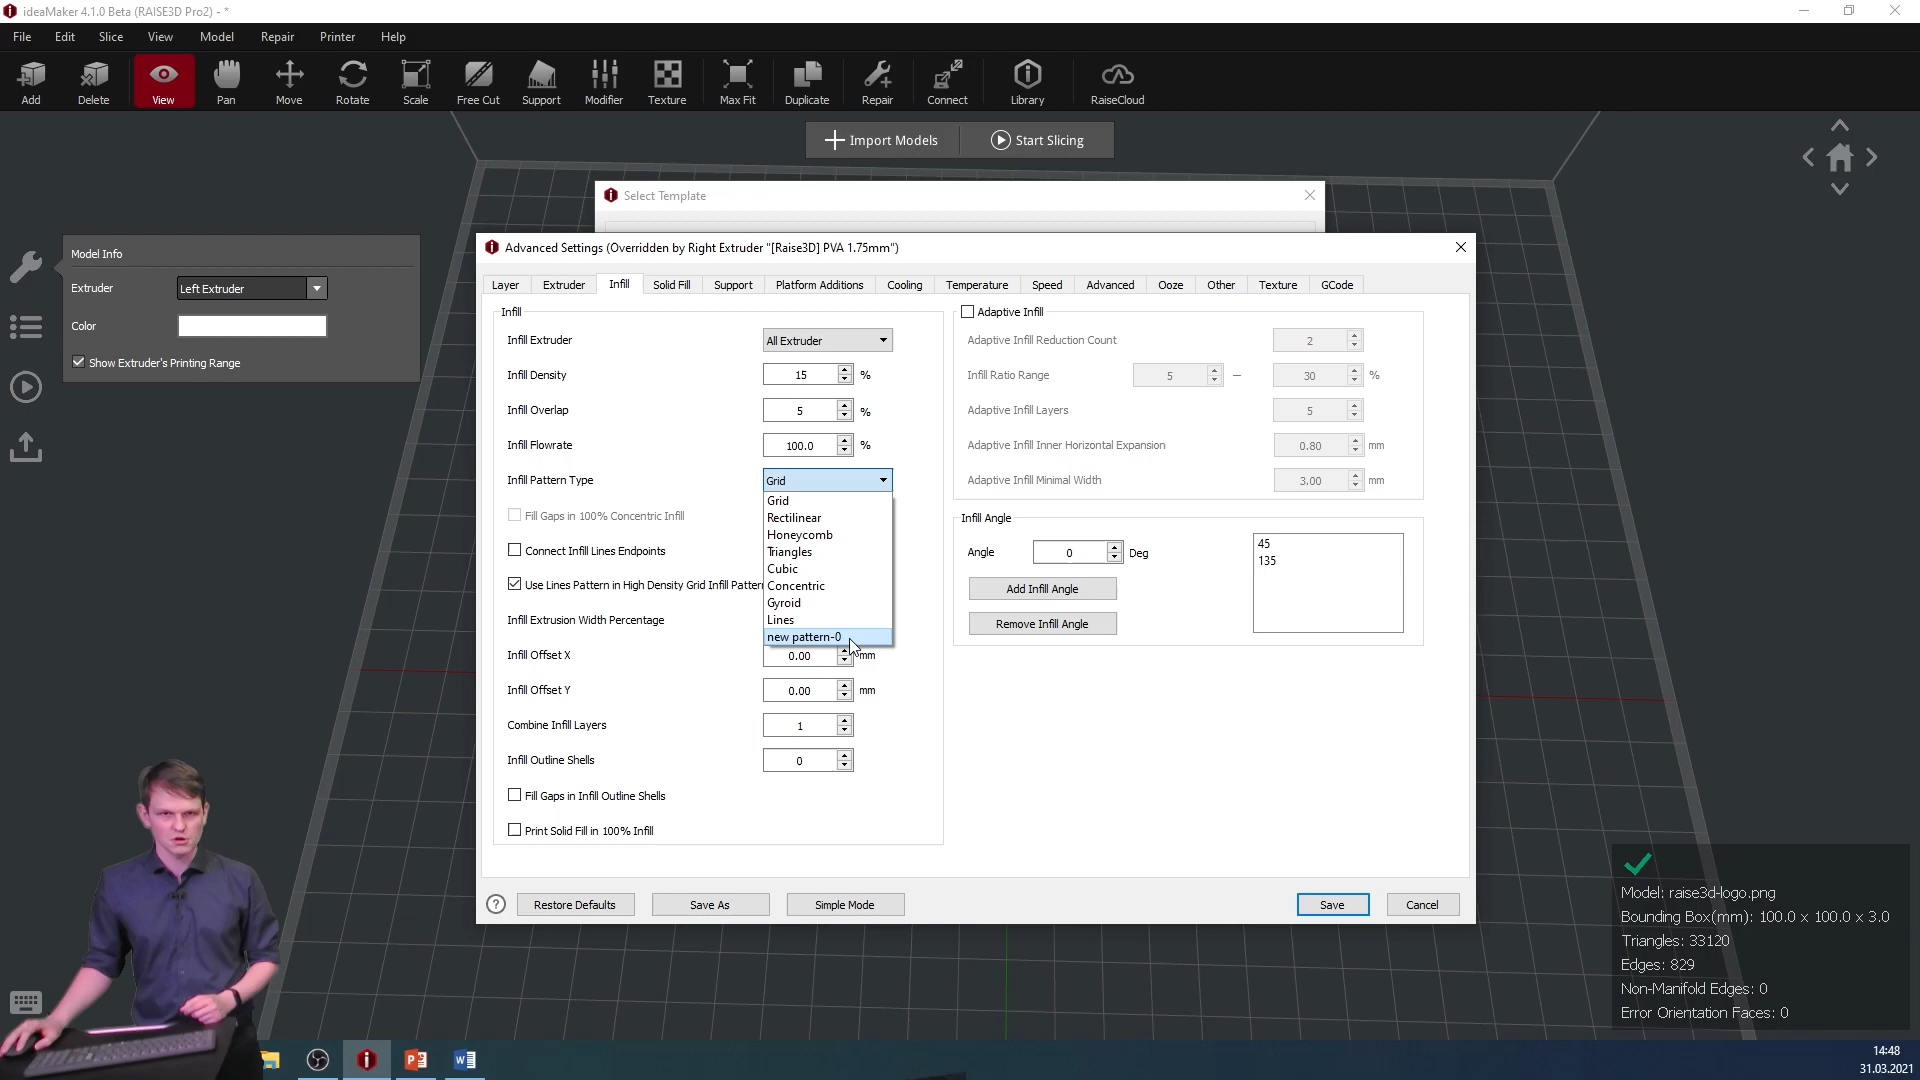 ideaMaker 4.1.0 Beta (RAISE3D Pro2) - *
File Edit Slice View Model Repair Printer Help
Add Delete View Pan Move Rotate Scale Free Cut Support Modifier Texture Max Fit Duplicate Repair Connect Library RaiseCloud
Import Models Start Slicing
Select Template
Model Info
Extruder Left Extruder
Color
Show Extruder's Printing Range
Advanced Settings (Overridden by Right Extruder "[Raise3D] PVA 1.75mm")
Layer Extruder Infill Solid Fill Support Platform Additions Cooling Temperature Speed Advanced Ooze Other Texture GCode
Infill
Infill Extruder All Extruder
Infill Density 15 %
Infill Overlap 5 %
Infill Flowrate 100.0 %
Infill Pattern Type Grid
Grid
Rectilinear
Honeycomb
Triangles
Cubic
Concentric
Gyroid
Lines
new pattern-0
Fill Gaps in 100% Concentric Infill
Connect Infill Lines Endpoints
Use Lines Pattern in High Density Grid Infill Pattern
Infill Extrusion Width Percentage
Infill Offset X 0.00 mm
Infill Offset Y 0.00 mm
Combine Infill Layers 1
Infill Outline Shells 0
Fill Gaps in Infill Outline Shells
Print Solid Fill in 100% Infill
Adaptive Infill
Adaptive Infill Reduction Count 2
Infill Ratio Range 5 — 30 %
Adaptive Infill Layers 5
Adaptive Infill Inner Horizontal Expansion 0.80 mm
Adaptive Infill Minimal Width 3.00 mm
Infill Angle
Angle 0 Deg
45
135
Add Infill Angle
Remove Infill Angle
? Restore Defaults Save As Simple Mode Save Cancel
Model: raise3d-logo.png
Bounding Box(mm): 100.0 x 100.0 x 3.0
Triangles: 33120
Edges: 829
Non-Manifold Edges: 0
Error Orientation Faces: 0
14:48
31.03.2021